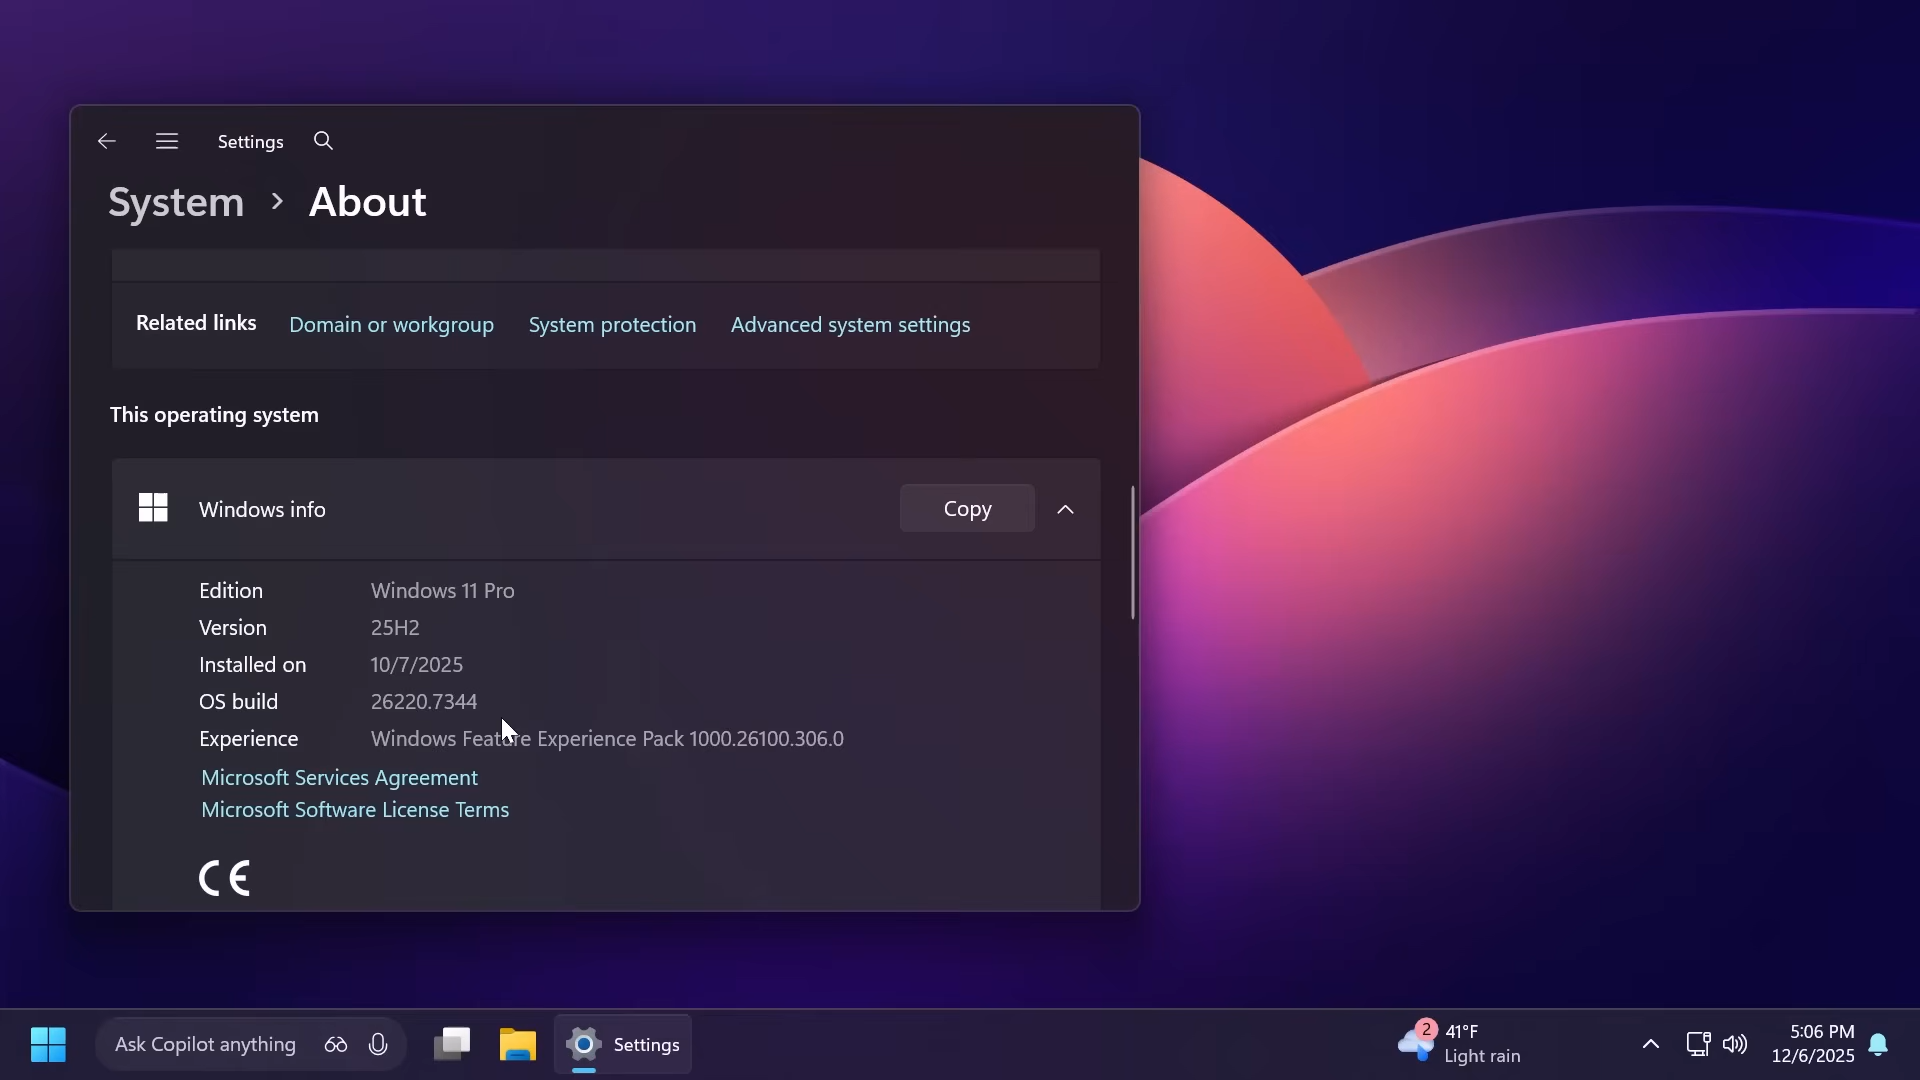 Settings
System > About
Related links Domain or workgroup System protection Advanced system settings
This operating system
Windows info Copy
Edition Windows 11 Pro
Version 25H2
Installed on 10/7/2025
OS build 26220.7344
Experience Windows Feature Experience Pack 1000.26100.306.0
Microsoft Services Agreement
Microsoft Software License Terms
CE
Ask Copilot anything
Settings
2
41°F
Light rain
5:06 PM
12/6/2025